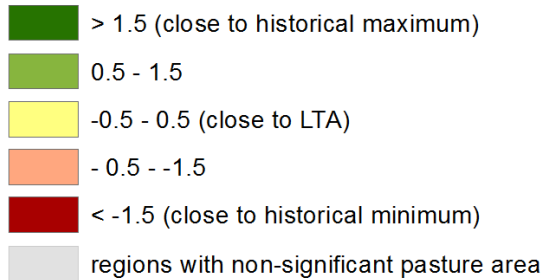 > 1.5 (close to historical maximum)
0.5 - 1.5
-0.5 - 0.5 (close to LTA)
- 0.5 - -1.5
< -1.5 (close to historical minimum)
regions with non-significant pasture area